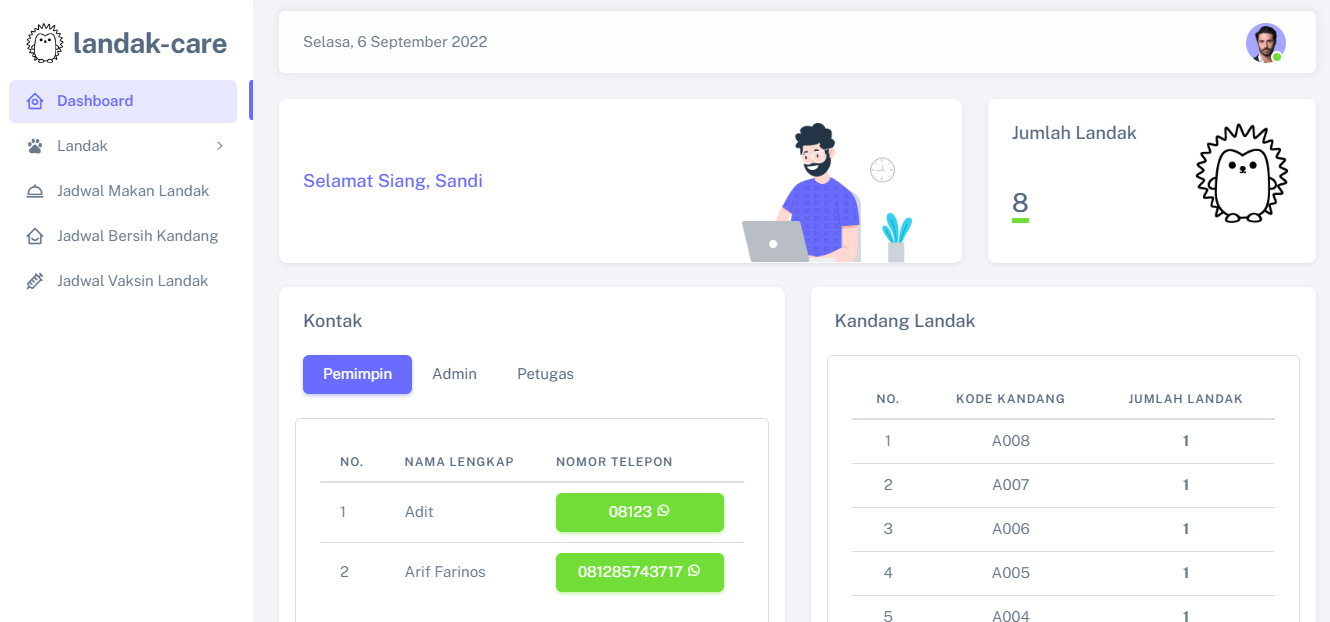 landak-care
Dashboard
Landak
Jadwal Makan Landak
Jadwal Bersih Kandang
Jadwal Vaksin Landak
Selasa, 6 September 2022
Selamat Siang, Sandi
Jumlah Landak
8
Kontak
Pemimpin Admin Petugas
NO. NAMA LENGKAP NOMOR TELEPON
1 Adit 08123
2 Arif Farinos 081285743717
Kandang Landak
NO. KODE KANDANG JUMLAH LANDAK
1 A008 1
2 A007 1
3 A006 1
4 A005 1
5 A004 1